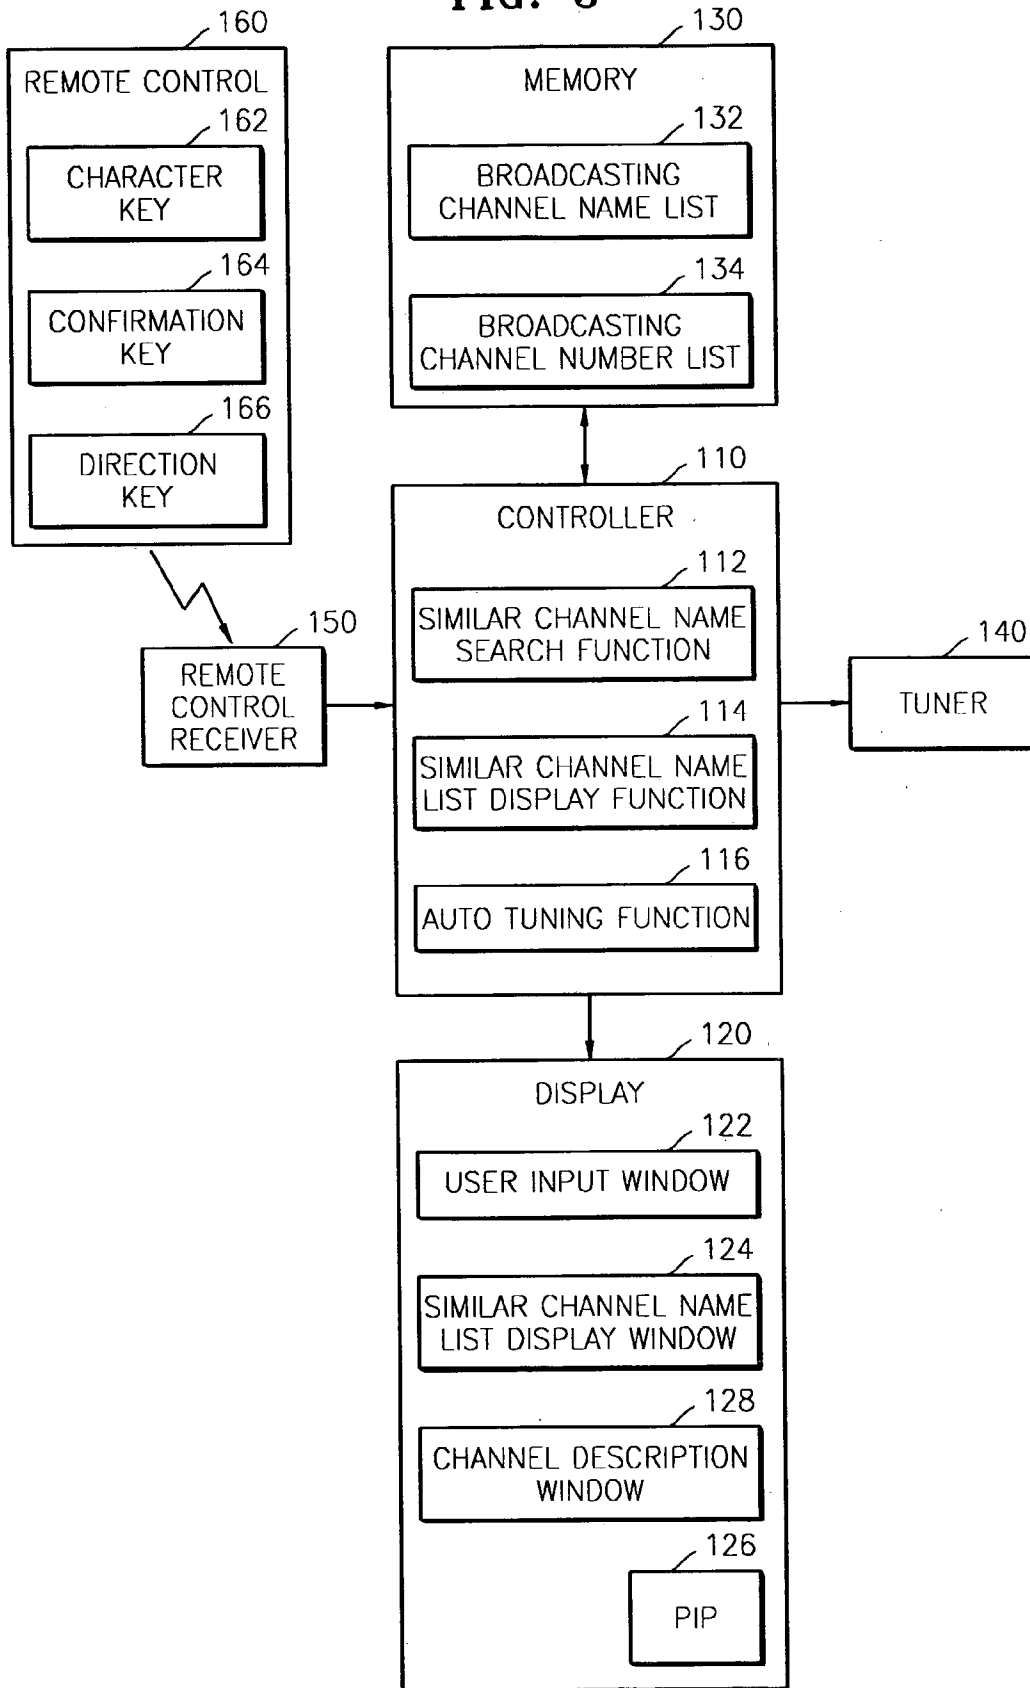 FIG. 6
160
REMOTE CONTROL
162
CHARACTER
KEY
164
CONFIRMATION
KEY
166
DIRECTION
KEY
130
MEMORY
132
BROADCASTING
CHANNEL NAME LIST
134
BROADCASTING
CHANNEL NUMBER LIST
110
CONTROLLER
112
SIMILAR CHANNEL NAME
SEARCH FUNCTION
114
SIMILAR CHANNEL NAME
LIST DISPLAY FUNCTION
116
AUTO TUNING FUNCTION
150
REMOTE
CONTROL
RECEIVER
140
TUNER
120
DISPLAY
122
USER INPUT WINDOW
124
SIMILAR CHANNEL NAME
LIST DISPLAY WINDOW
128
CHANNEL DESCRIPTION
WINDOW
126
PIP